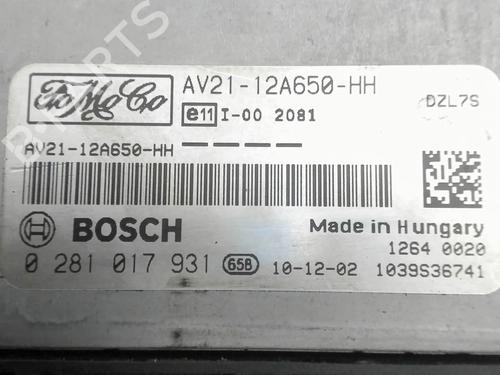 B-PARTS
FoMoCo
AV21-12A650-HH
DZL7S
e11 I-00 2081
AV21-12A650-HH
BOSCH
Made in Hungary
1264 0020
0 281 017 931 65B 10-12-02 1039S36741